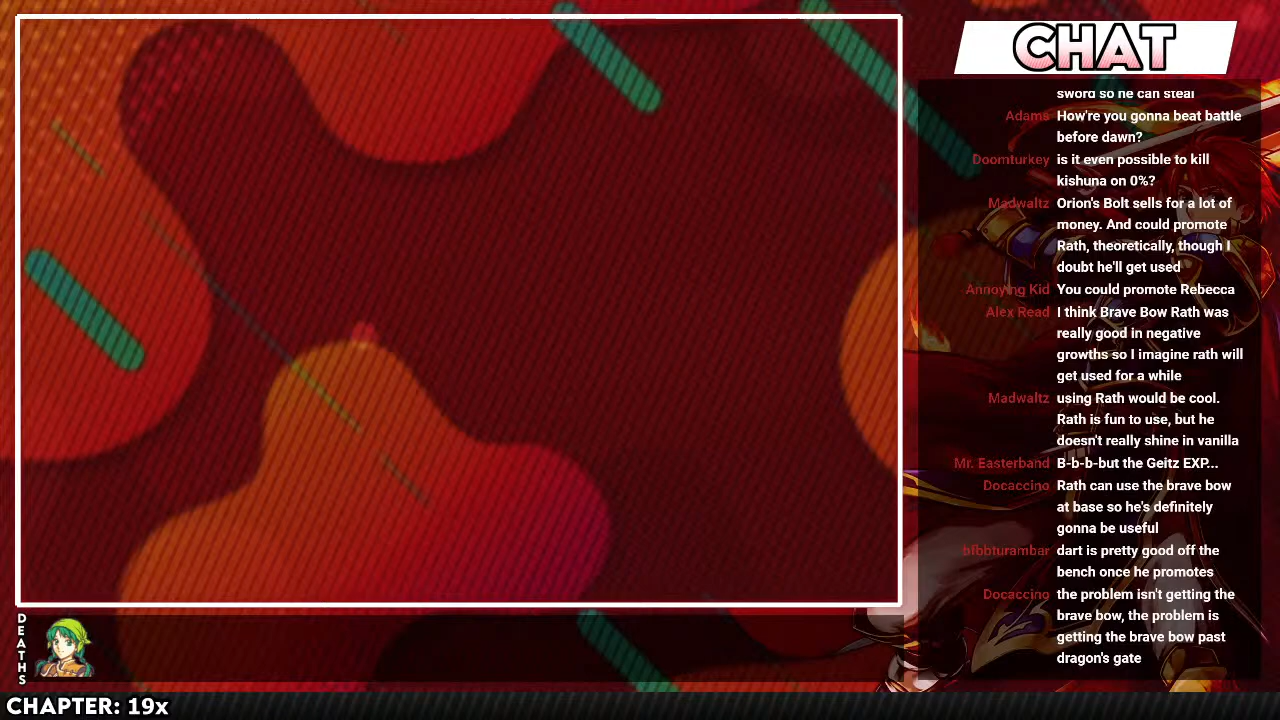 CHAT
sword so he can steal
Adams How're you gonna beat battle
before dawn?
Doomturkey is it even possible to kill
kishuna on 0%?
Madwaltz Orion's Bolt sells for a lot of
money. And could promote
Rath, theoretically, though I
doubt he'll get used
Annoying Kid You could promote Rebecca
Alex Read I think Brave Bow Rath was
really good in negative
growths so I imagine rath will
get used for a while
Madwaltz using Rath would be cool.
Rath is fun to use, but he
doesn't really shine in vanilla
Mr. Easterband B-b-b-but the Geitz EXP...
Docaccino Rath can use the brave bow
at base so he's definitely
gonna be useful
bfbbturambar dart is pretty good off the
bench once he promotes
Docaccino the problem isn't getting the
brave bow, the problem is
getting the brave bow past
dragon's gate
DEATHS
CHAPTER: 19x